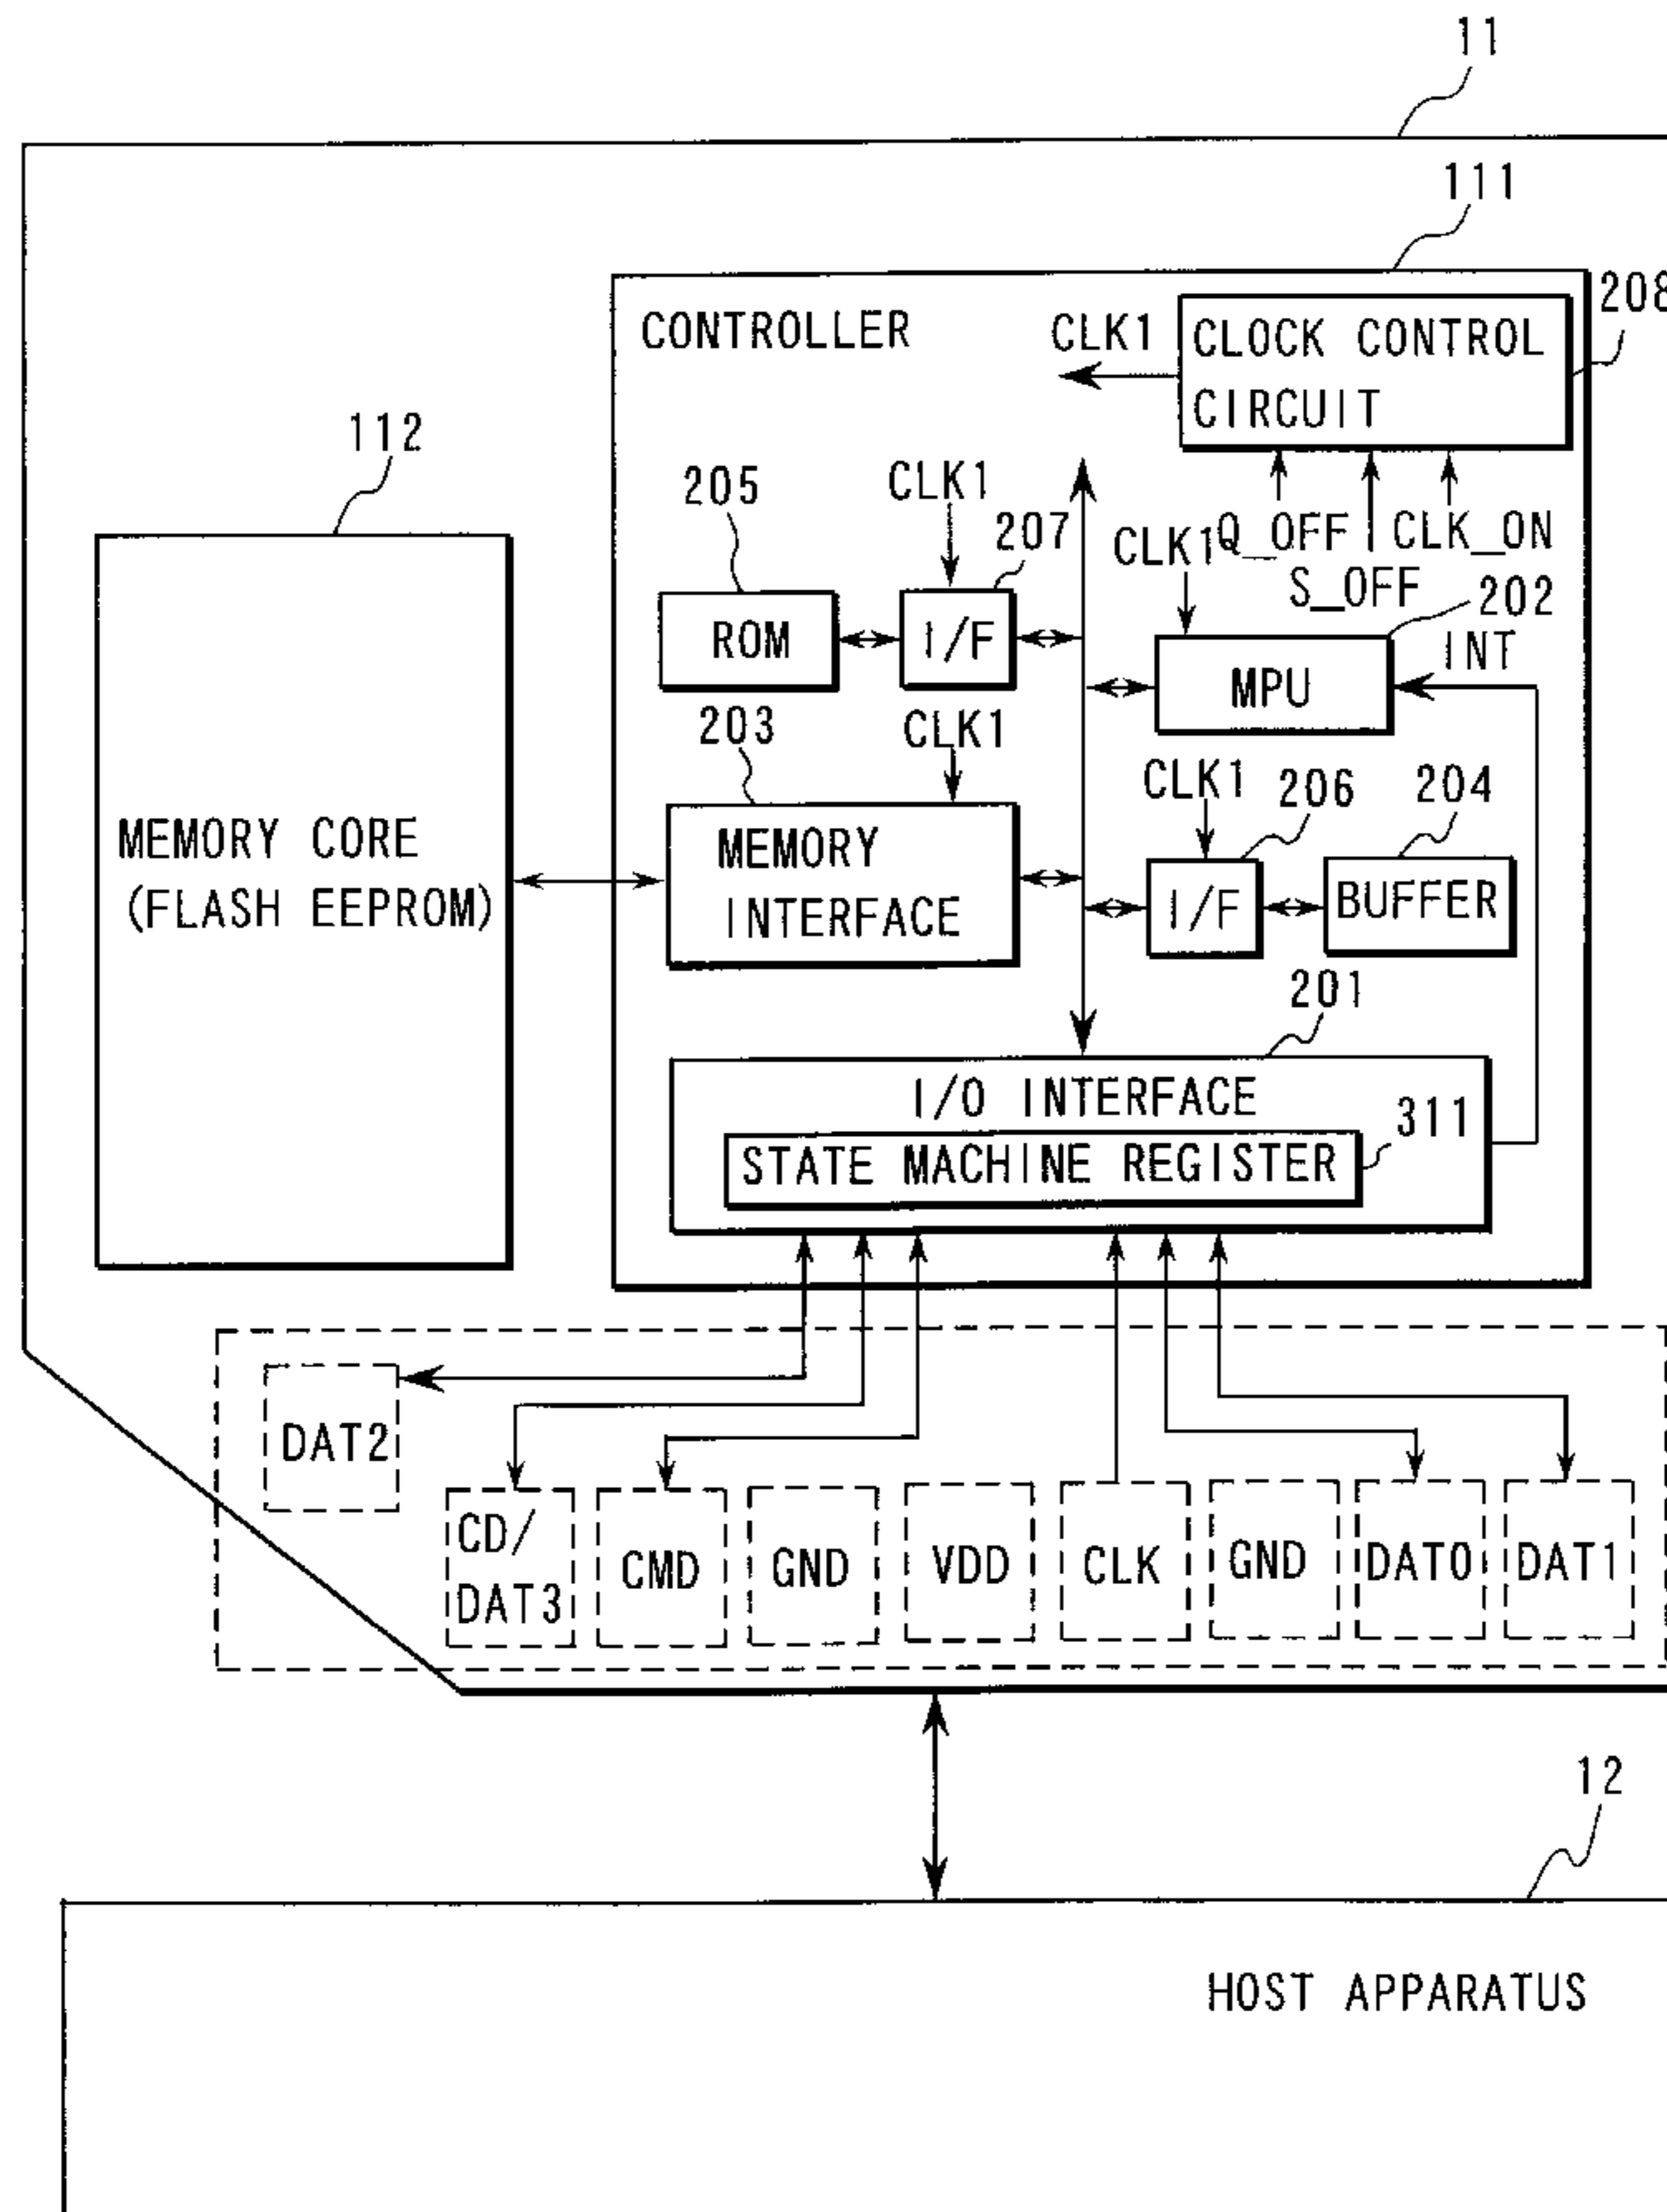 11
111
208
CONTROLLER
CLK1
CLOCK CONTROL
CIRCUIT
112
205
CLK1
207
CLK1
Q_OFF
CLK_ON
S_OFF
202
ROM
I/F
INT
MPU
203
CLK1
CLK1
206
204
MEMORY CORE
(FLASH EEPROM)
MEMORY
INTERFACE
I/F
BUFFER
201
I/O INTERFACE
311
STATE MACHINE REGISTER
DAT2
CD/
DAT3
CMD
GND
VDD
CLK
GND
DAT0
DAT1
12
HOST APPARATUS